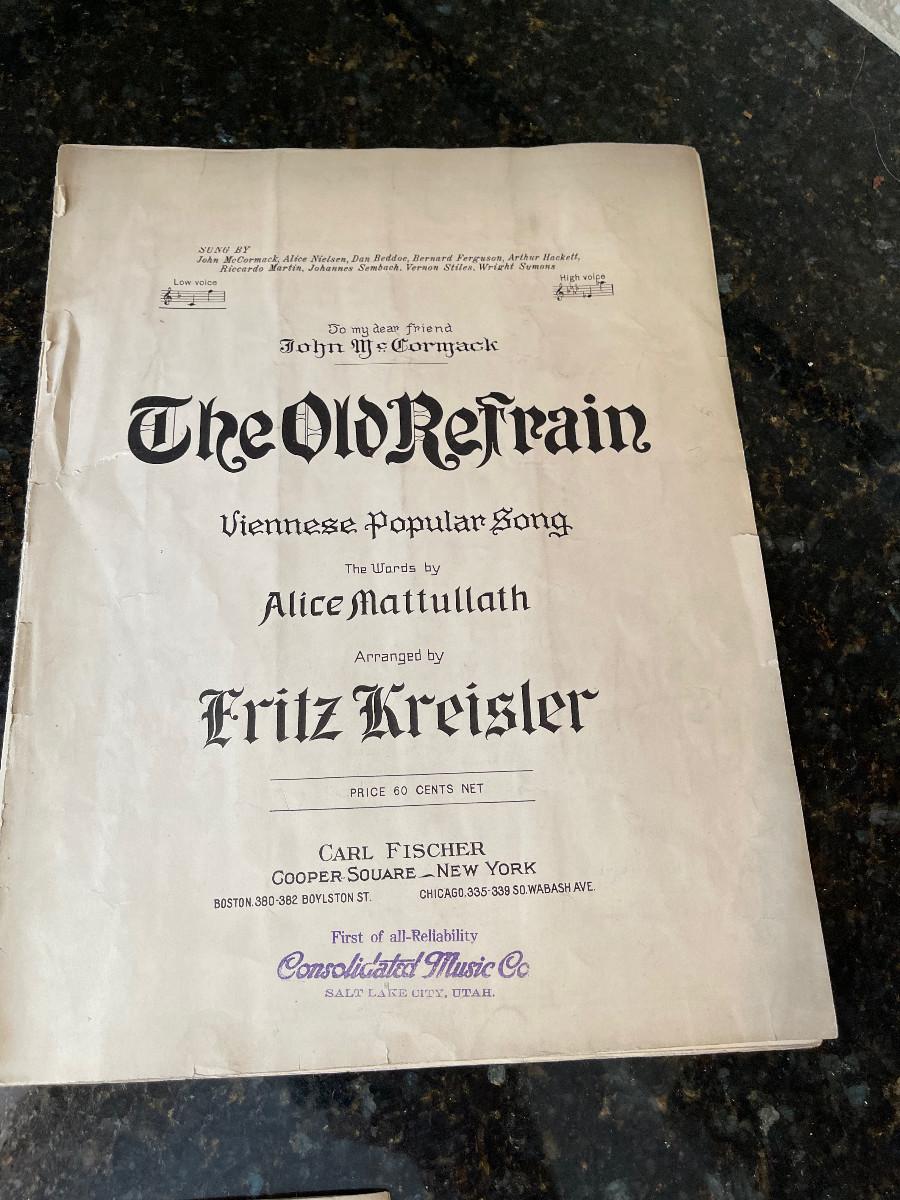 SUNG BY
John McCormack, Alice Nielsen, Dan Beddoe, Bernard Ferguson, Arthur Hackett,
Riccardo Martin, Johannes Sembach, Vernon Stiles, Wright Symons
Low voice
High voice
To my dear friend
John McCormack
The Old Refrain
Viennese Popular Song
The Words by
Alice Mattullath
Arranged by
Fritz Kreisler
PRICE 60 CENTS NET
CARL FISCHER
COOPER SQUARE – NEW YORK
BOSTON. 380-382 BOYLSTON ST. CHICAGO. 335-339 SO. WABASH AVE.
First of all-Reliability
Consolidated Music Co
SALT LAKE CITY, UTAH.